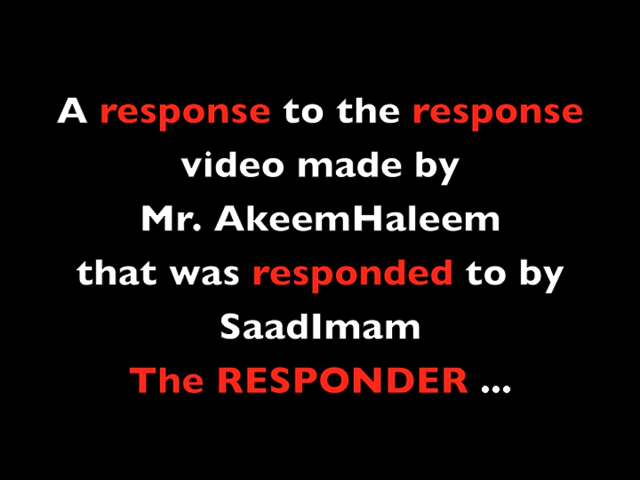 A response to the response
video made by
Mr. AkeemHaleem
that was responded to by
SaadImam
The RESPONDER ...